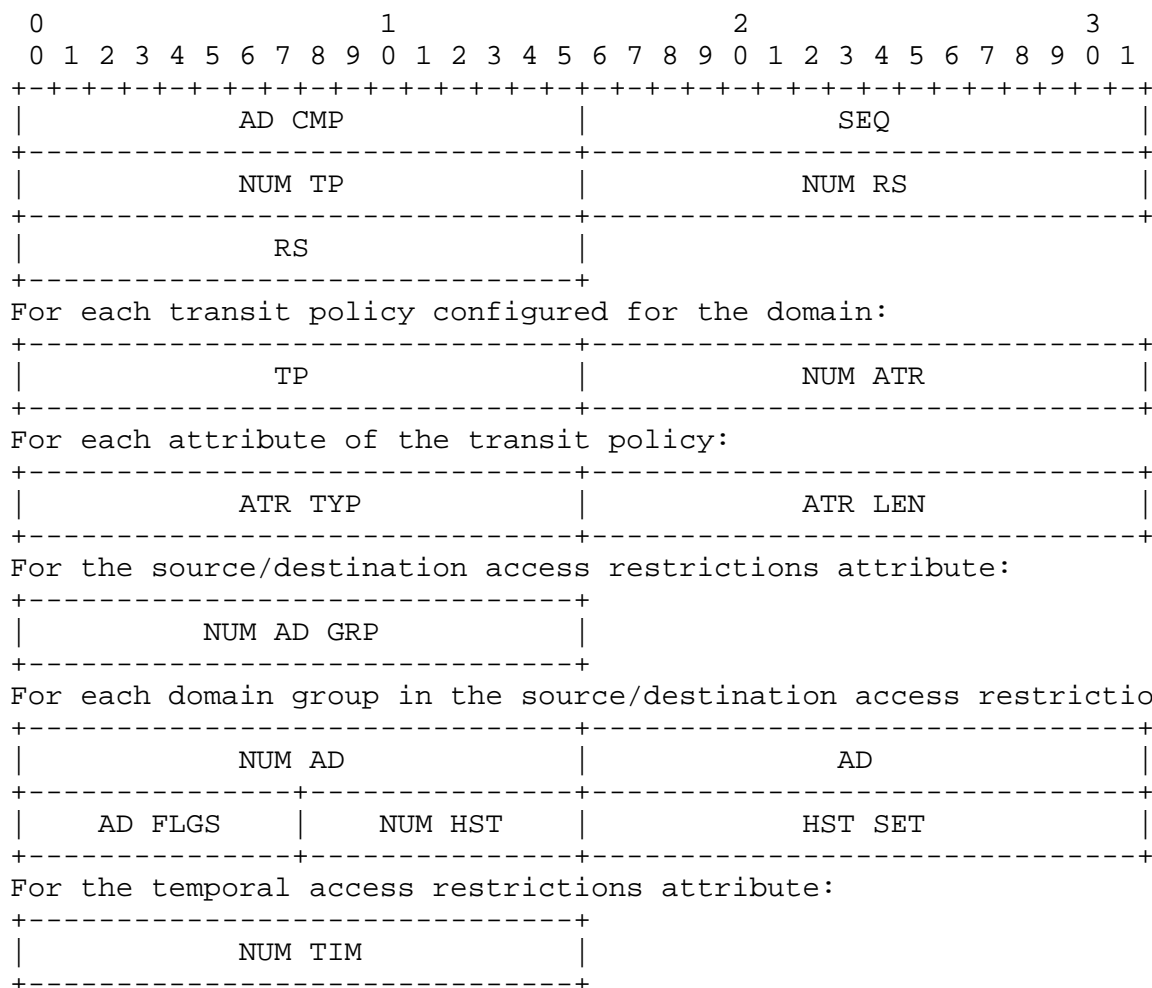 0                   1                   2                   3
0 1 2 3 4 5 6 7 8 9 0 1 2 3 4 5 6 7 8 9 0 1 2 3 4 5 6 7 8 9 0 1
+-+-+-+-+-+-+-+-+-+-+-+-+-+-+-+-+-+-+-+-+-+-+-+-+-+-+-+-+-+-+-+-+
|            AD CMP             |              SEQ              |
+-------------------------------+-------------------------------+
|            NUM TP             |            NUM RS             |
+-------------------------------+-------------------------------+
|              RS               |
+-------------------------------+
For each transit policy configured for the domain:
+-------------------------------+-------------------------------+
|              TP               |            NUM ATR            |
+-------------------------------+-------------------------------+
For each attribute of the transit policy:
+-------------------------------+-------------------------------+
|            ATR TYP            |            ATR LEN            |
+-------------------------------+-------------------------------+
For the source/destination access restrictions attribute:
+-------------------------------+
|          NUM AD GRP           |
+-------------------------------+
For each domain group in the source/destination access restrictio
+-------------------------------+-------------------------------+
|            NUM AD             |              AD               |
+---------------+---------------+-------------------------------+
|    AD FLGS    |    NUM HST    |            HST SET            |
+---------------+---------------+-------------------------------+
For the temporal access restrictions attribute:
+-------------------------------+
|            NUM TIM            |
+-------------------------------+